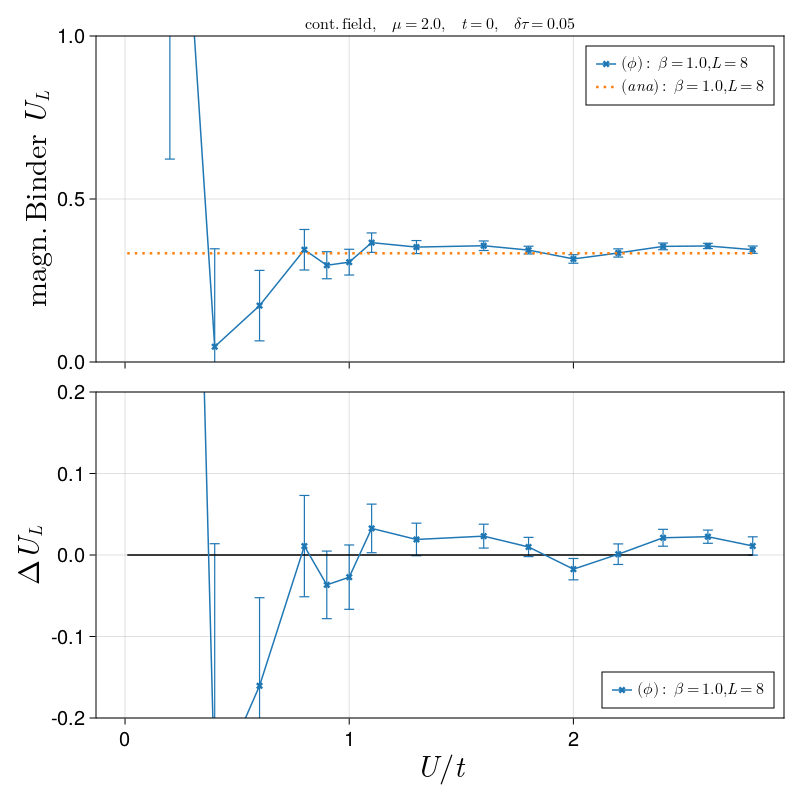 cont. field, μ = 2.0, t = 0, δτ = 0.05
magn. Binder U_L
1.0
0.5
0.0
(ϕ) : β = 1.0,L = 8
(ana) : β = 1.0,L = 8
Δ U_L
0.2
0.1
0.0
-0.1
-0.2
(ϕ) : β = 1.0,L = 8
0 1 2
U/t